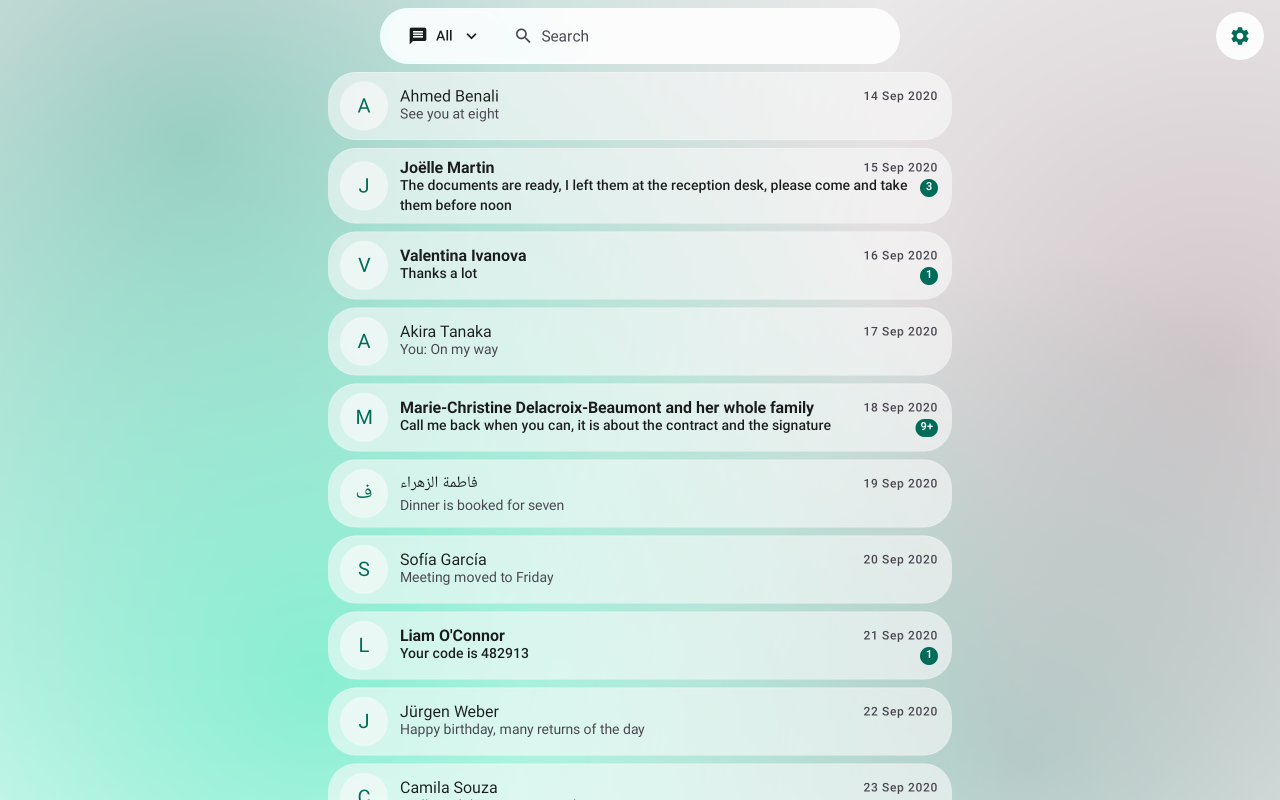 All
Search
A
Ahmed Benali
14 Sep 2020
See you at eight
J
Joëlle Martin
15 Sep 2020
The documents are ready, I left them at the reception desk, please come and take
3
them before noon
V
Valentina Ivanova
16 Sep 2020
Thanks a lot
1
A
Akira Tanaka
17 Sep 2020
You: On my way
M
Marie-Christine Delacroix-Beaumont and her whole family
18 Sep 2020
Call me back when you can, it is about the contract and the signature
9+
ف
فاطمة الزهراء
19 Sep 2020
Dinner is booked for seven
S
Sofía García
20 Sep 2020
Meeting moved to Friday
L
Liam O'Connor
21 Sep 2020
Your code is 482913
1
J
Jürgen Weber
22 Sep 2020
Happy birthday, many returns of the day
C
Camila Souza
23 Sep 2020